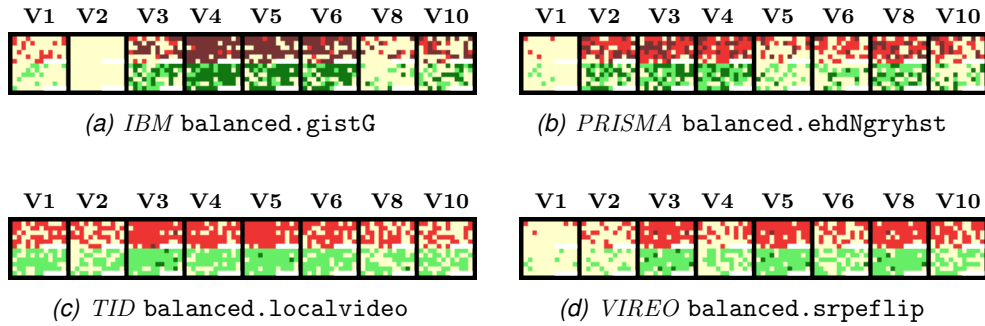 V1 V2 V3 V4 V5 V6 V8 V10 V1 V2 V3 V4 V5 V6 V8 V10
(a) IBM balanced.gistG (b) PRISMA balanced.ehdNgryhst
V1 V2 V3 V4 V5 V6 V8 V10 V1 V2 V3 V4 V5 V6 V8 V10
(c) TID balanced.localvideo (d) VIREO balanced.srpeflip